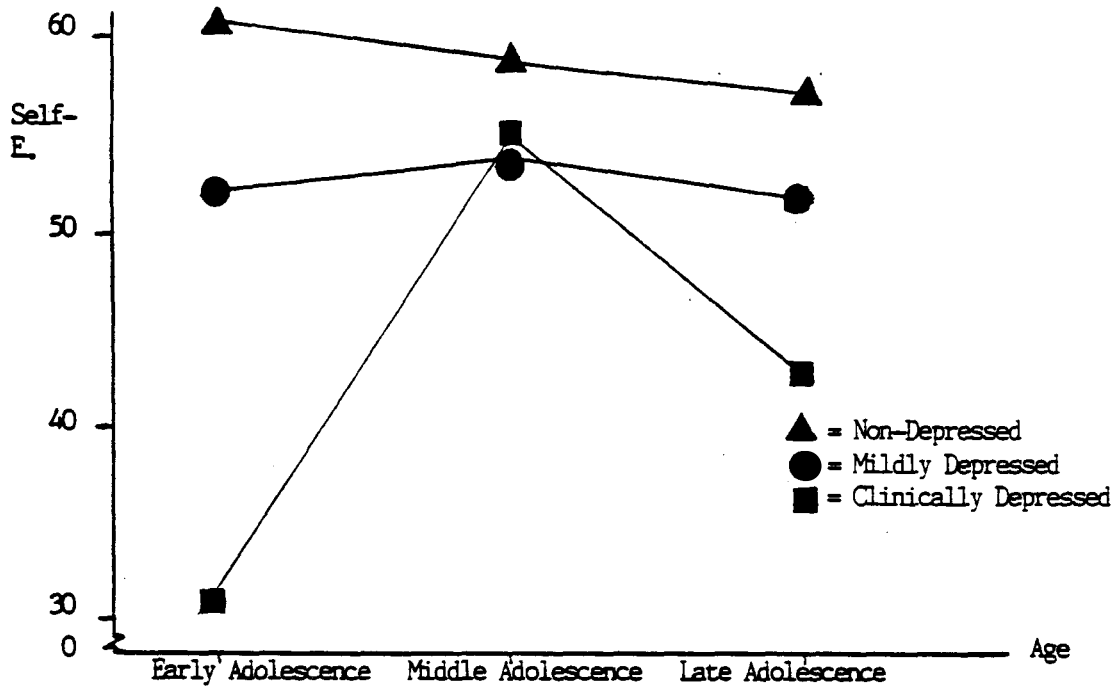 60
Self-
E.
50
40
▲ = Non-Depressed
● = Mildly Depressed
■ = Clinically Depressed
30
0
Age
Early Adolescence Middle Adolescence Late Adolescence